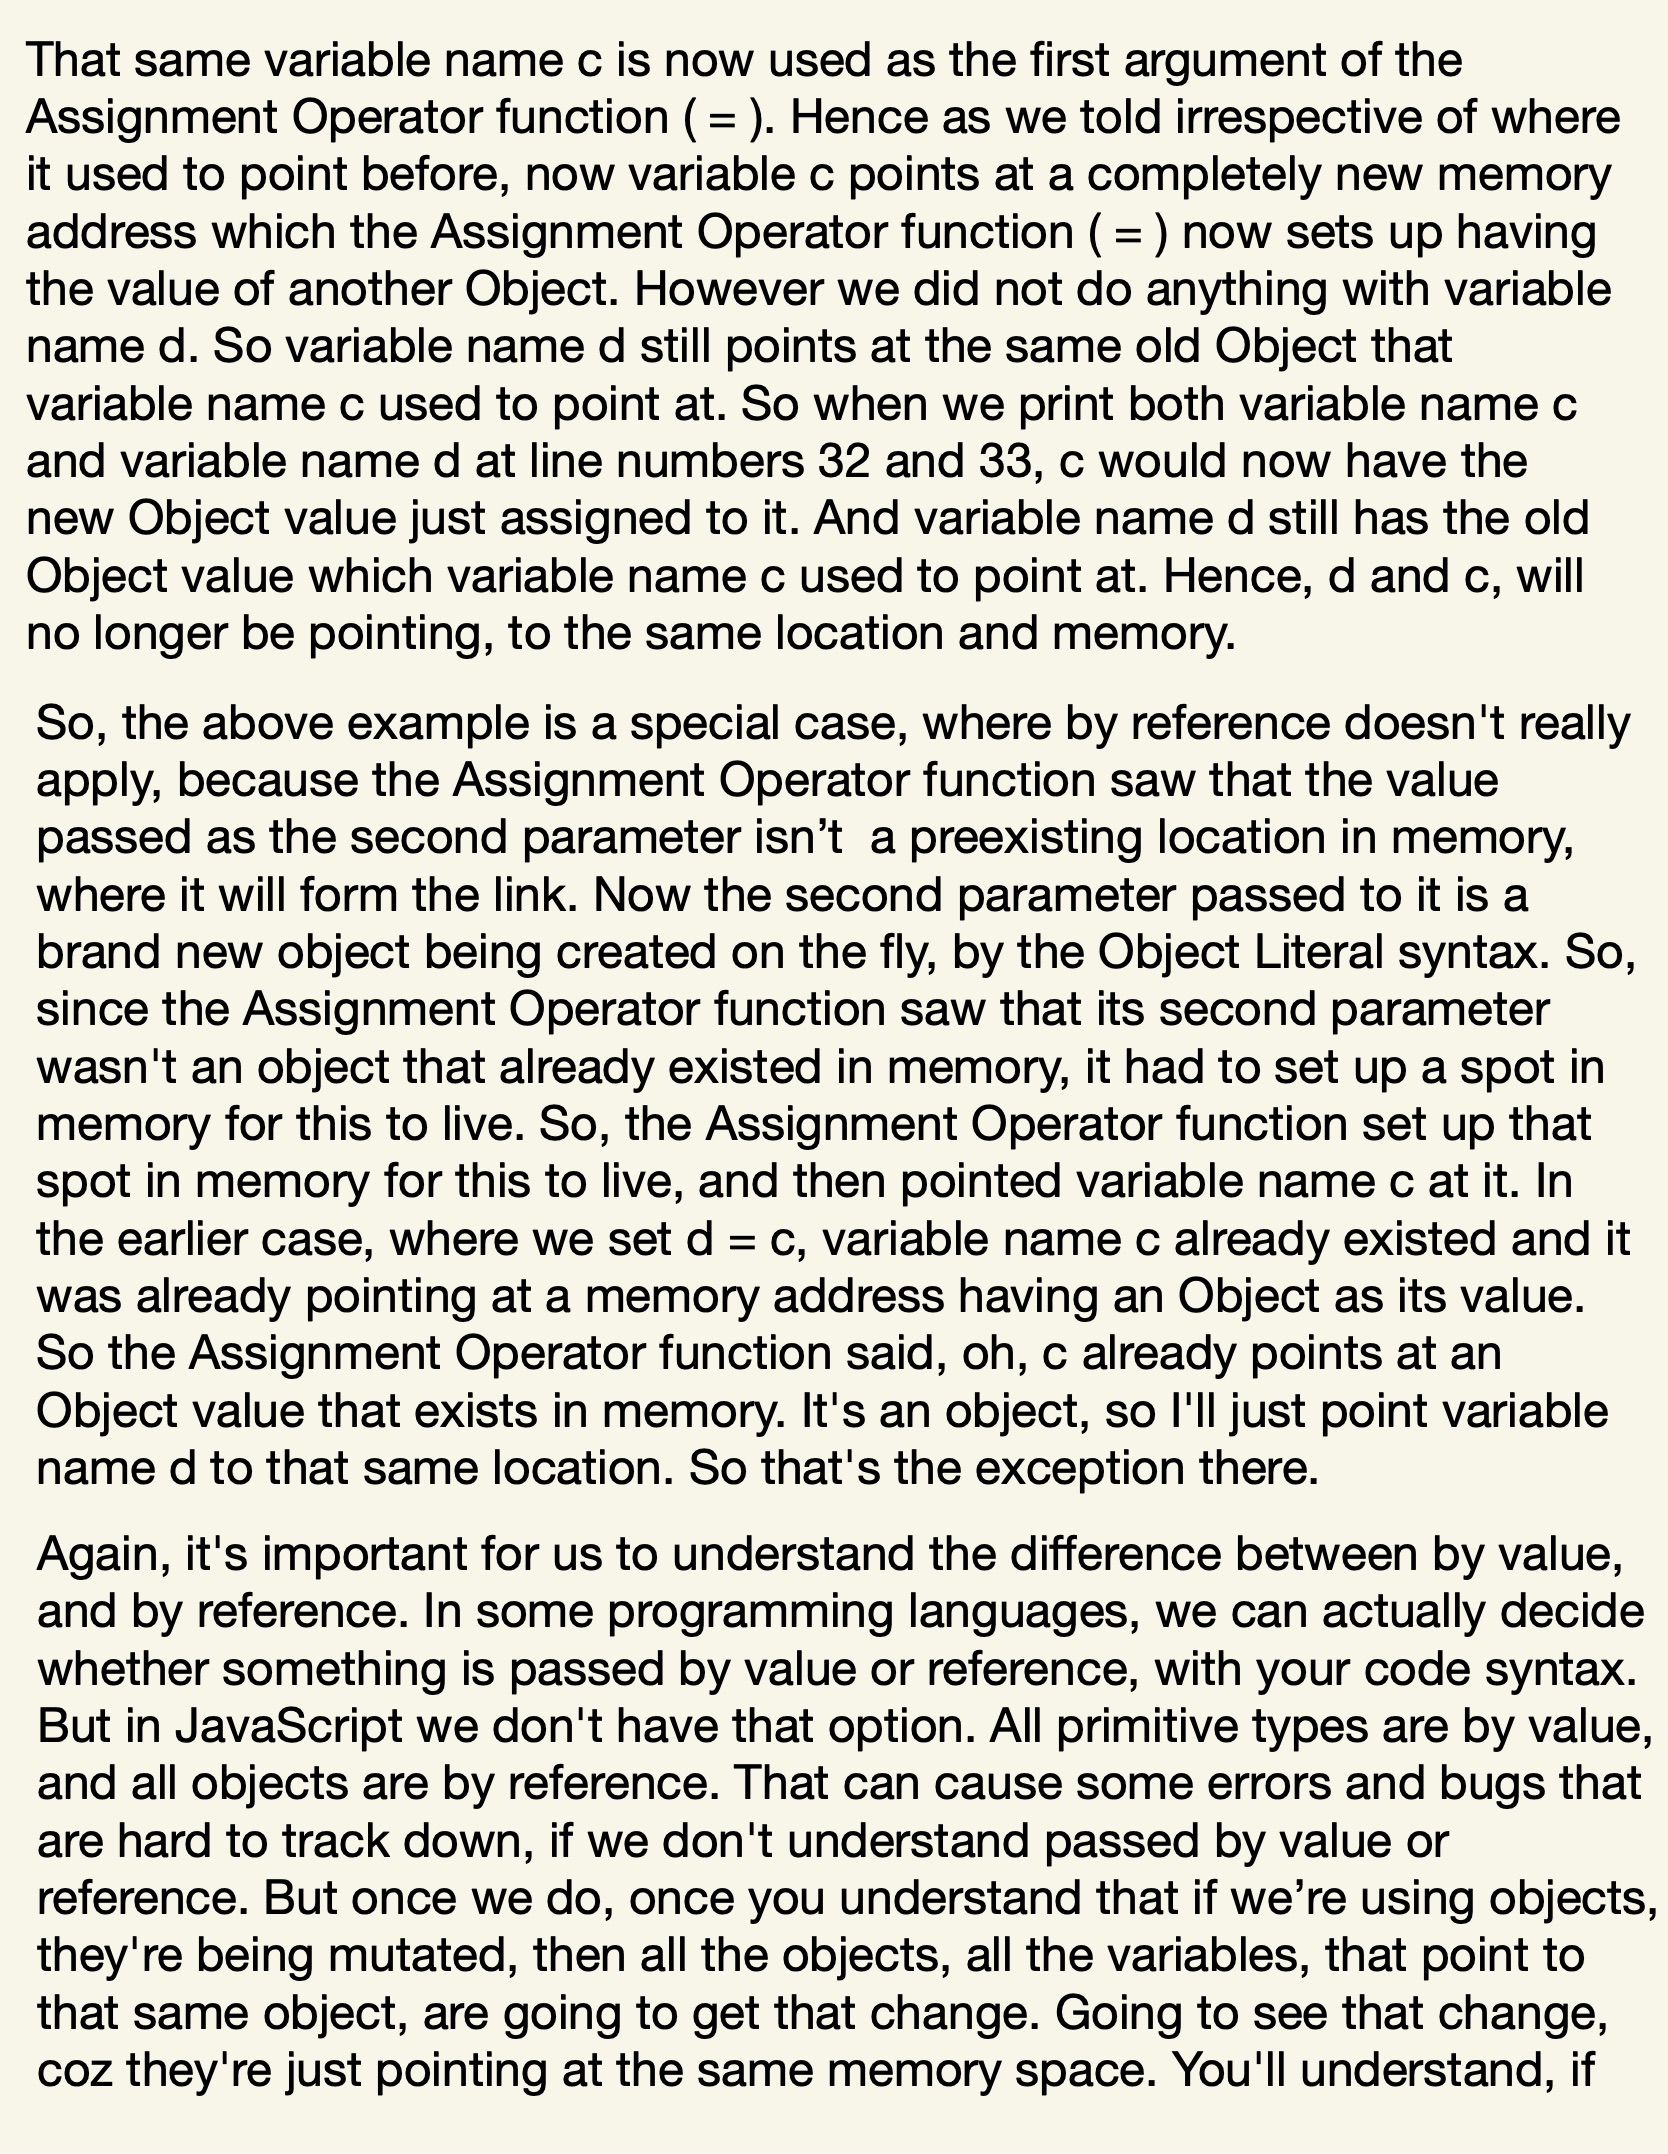 That same variable name c is now used as the first argument of the
Assignment Operator function ( = ). Hence as we told irrespective of where
it used to point before, now variable c points at a completely new memory
address which the Assignment Operator function ( = ) now sets up having
the value of another Object. However we did not do anything with variable
name d. So variable name d still points at the same old Object that
variable name c used to point at. So when we print both variable name c
and variable name d at line numbers 32 and 33, c would now have the
new Object value just assigned to it. And variable name d still has the old
Object value which variable name c used to point at. Hence, d and c, will
no longer be pointing, to the same location and memory.
So, the above example is a special case, where by reference doesn't really
apply, because the Assignment Operator function saw that the value
passed as the second parameter isn’t  a preexisting location in memory,
where it will form the link. Now the second parameter passed to it is a
brand new object being created on the fly, by the Object Literal syntax. So,
since the Assignment Operator function saw that its second parameter
wasn't an object that already existed in memory, it had to set up a spot in
memory for this to live. So, the Assignment Operator function set up that
spot in memory for this to live, and then pointed variable name c at it. In
the earlier case, where we set d = c, variable name c already existed and it
was already pointing at a memory address having an Object as its value.
So the Assignment Operator function said, oh, c already points at an
Object value that exists in memory. It's an object, so I'll just point variable
name d to that same location. So that's the exception there.
Again, it's important for us to understand the difference between by value,
and by reference. In some programming languages, we can actually decide
whether something is passed by value or reference, with your code syntax.
But in JavaScript we don't have that option. All primitive types are by value,
and all objects are by reference. That can cause some errors and bugs that
are hard to track down, if we don't understand passed by value or
reference. But once we do, once you understand that if we’re using objects,
they're being mutated, then all the objects, all the variables, that point to
that same object, are going to get that change. Going to see that change,
coz they're just pointing at the same memory space. You'll understand, if